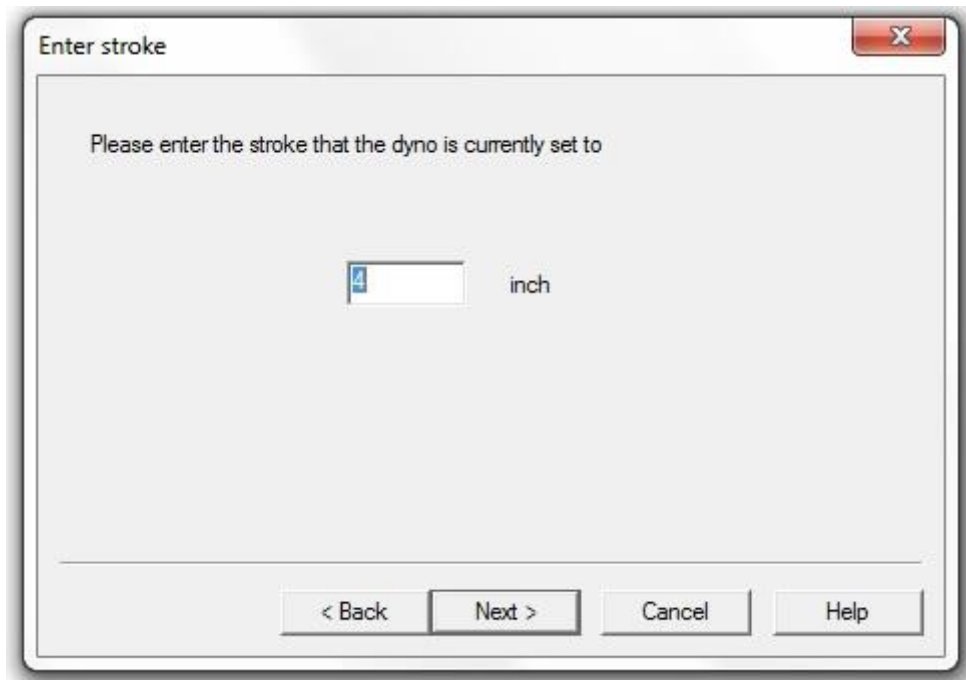 Enter stroke
Please enter the stroke that the dyno is currently set to
4 inch
< Back Next > Cancel Help